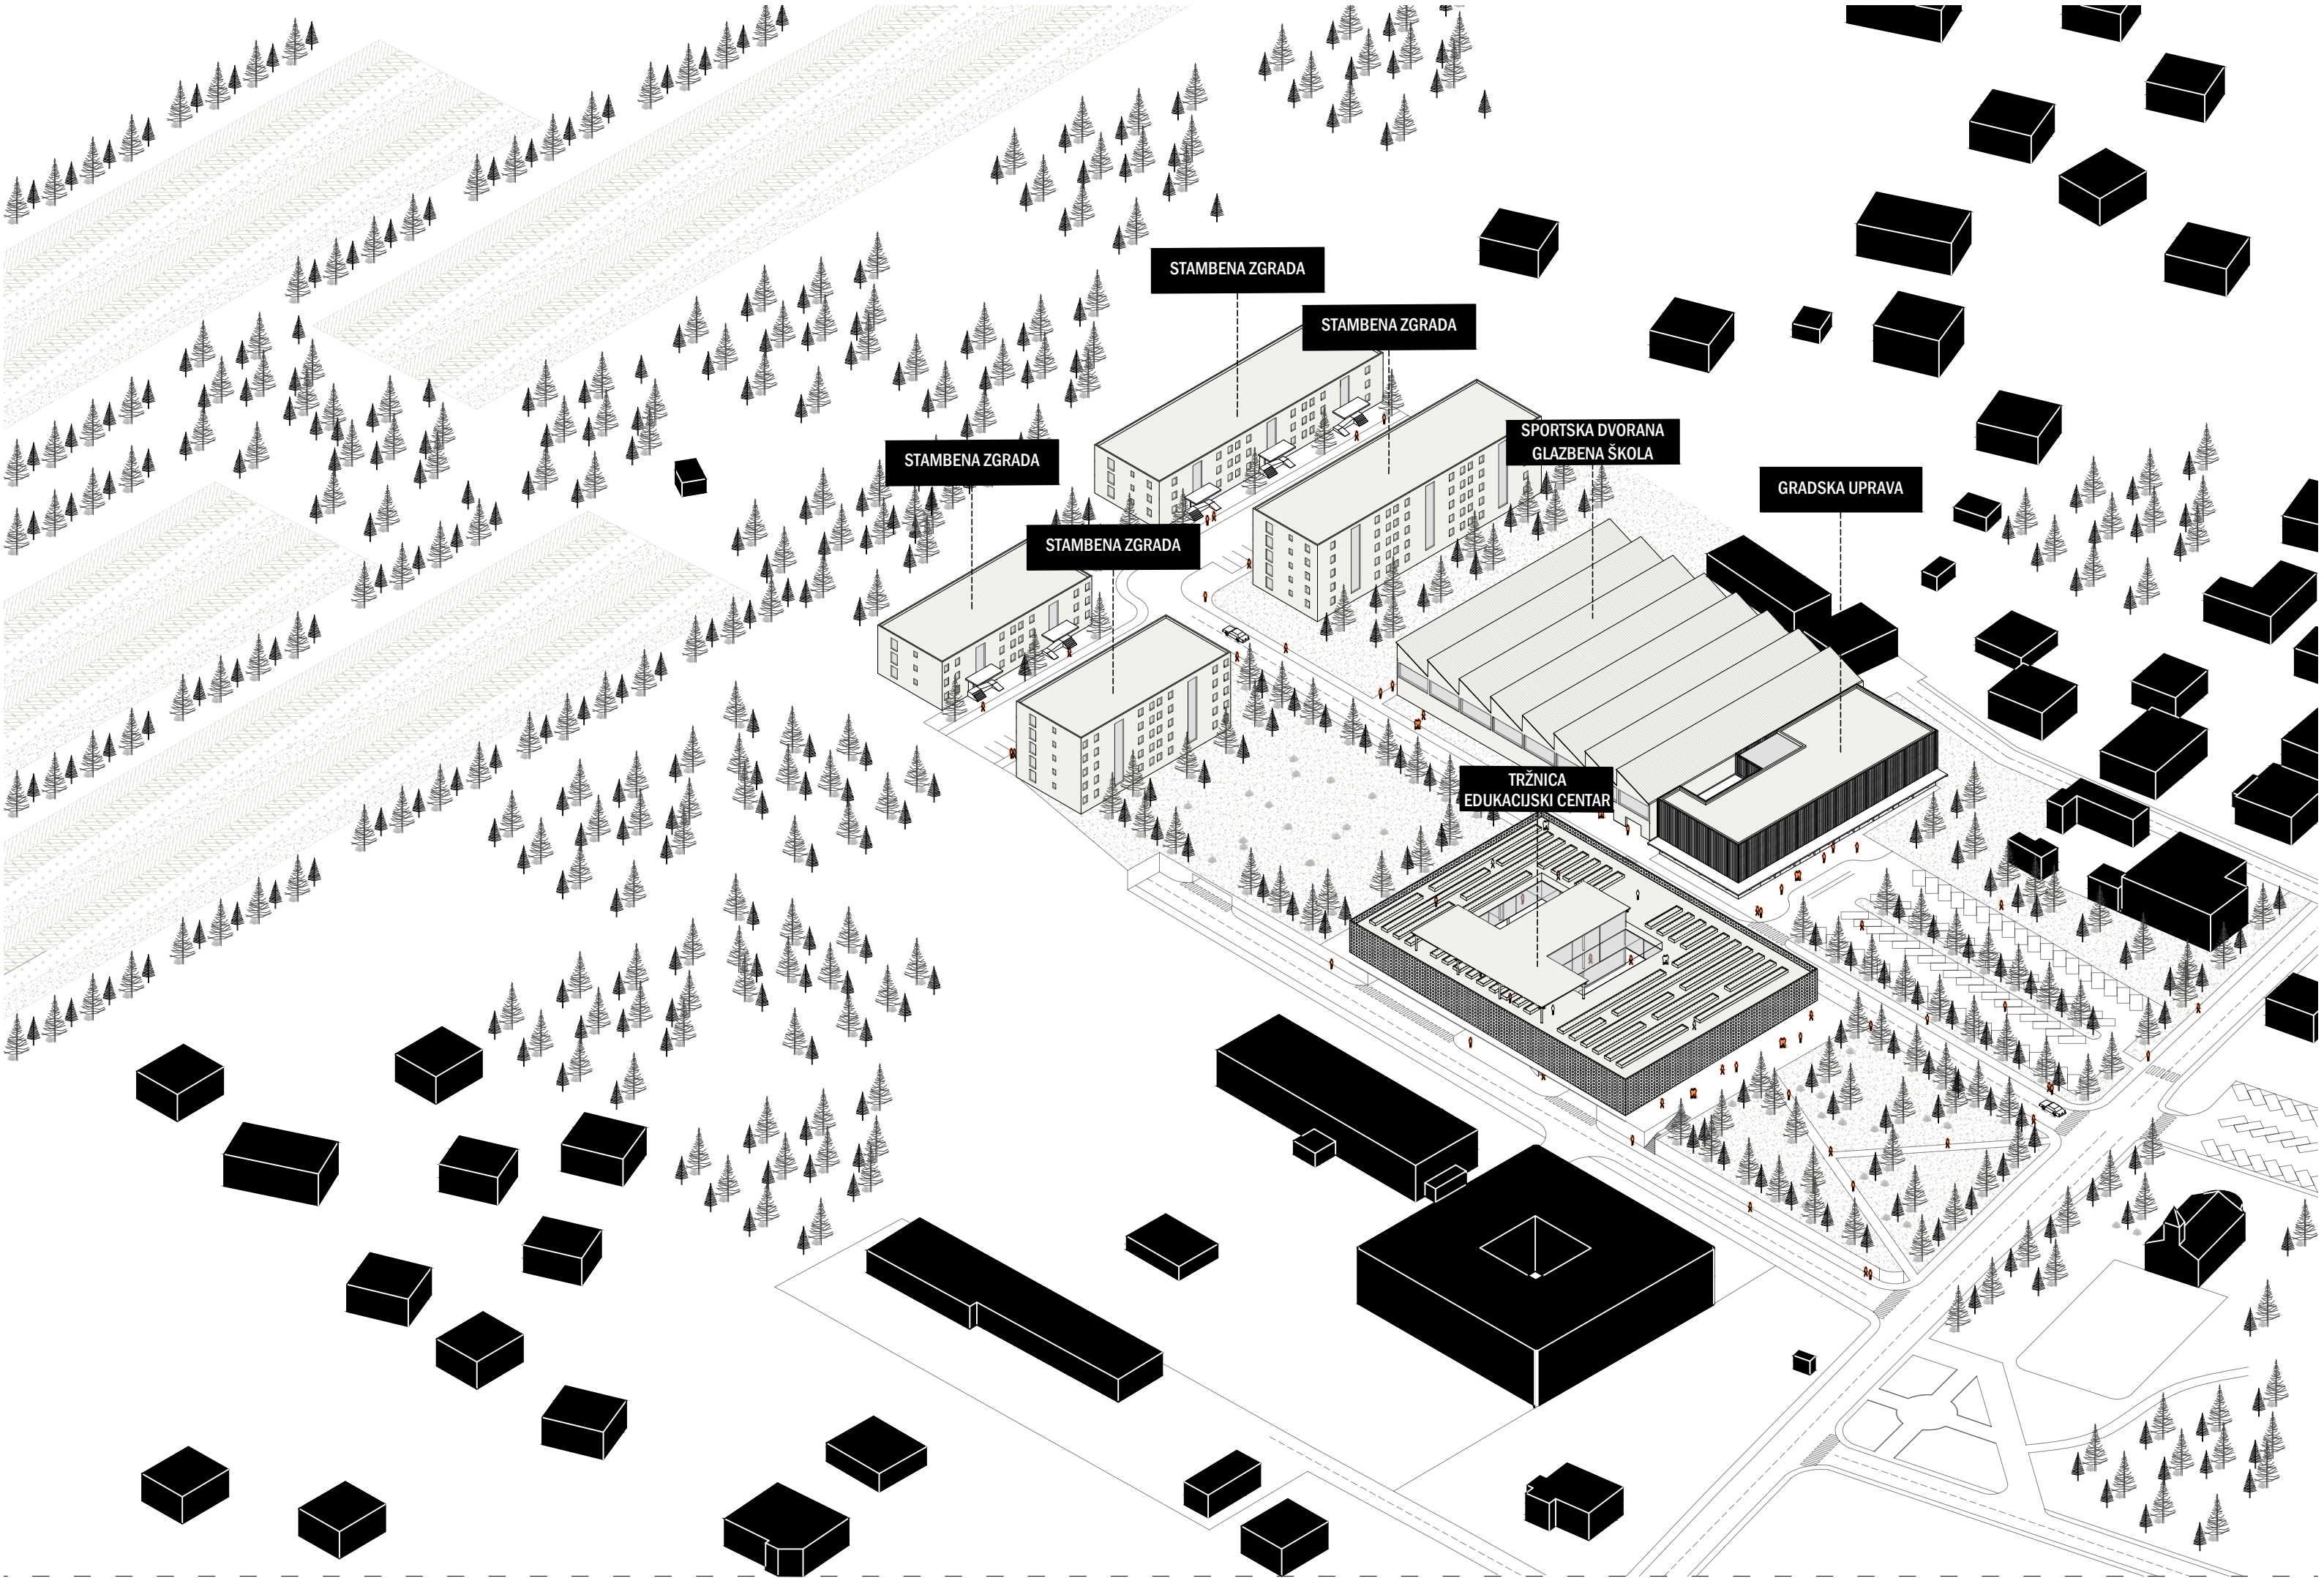 STAMBENA ZGRADA
STAMBENA ZGRADA
SPORTSKA DVORANA
GLAZBENA ŠKOLA
STAMBENA ZGRADA
GRADSKA UPRAVA
STAMBENA ZGRADA
TRŽNICA
EDUKACIJSKI CENTAR